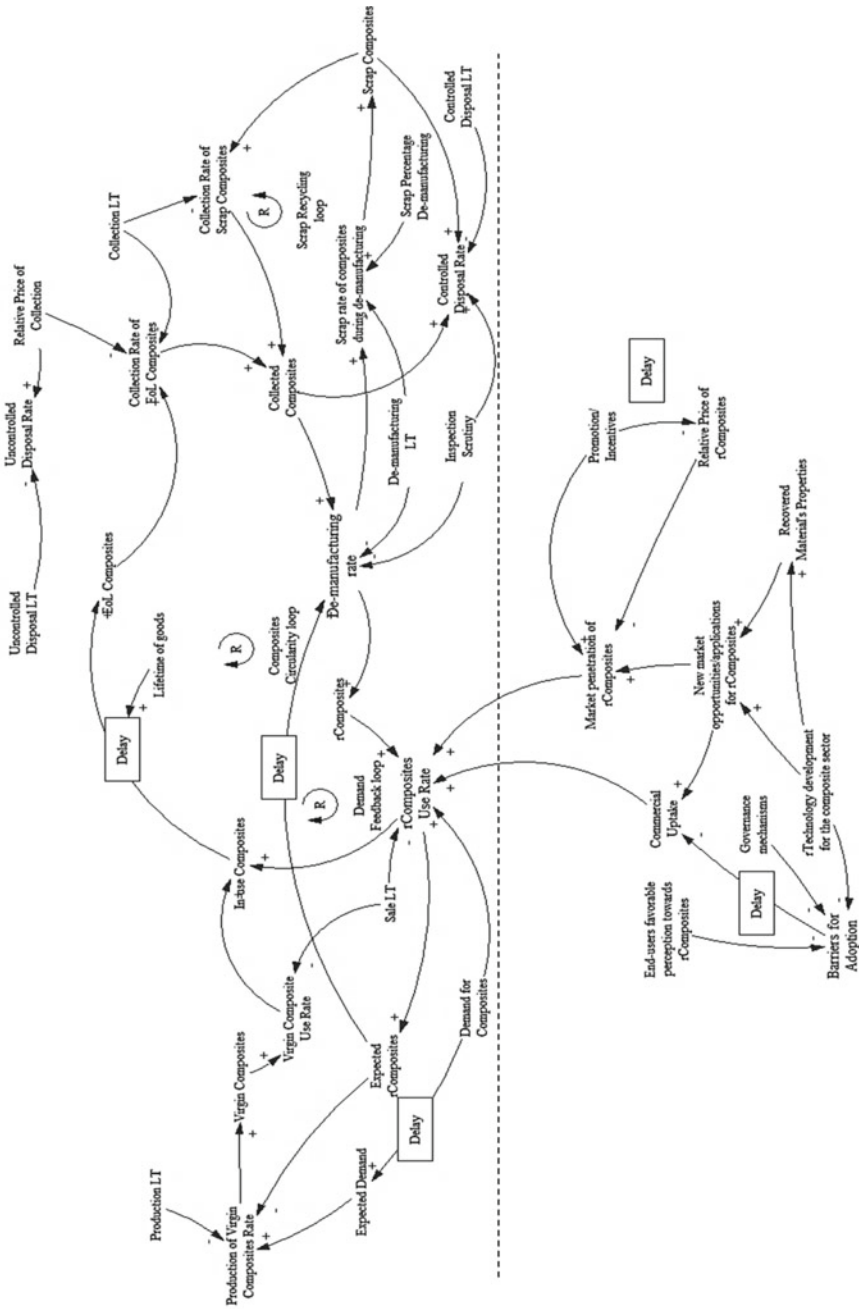 Production LT
Production of Virgin
Composites Rate
-
+
+
Virgin Composites
+
Virgin Composite
Use Rate
-
Expected Demand
+
-
Delay
Expected
rComposites
+
Demand for
Composites
Sale LT
-
In-use Composites
+
Demand
Feedback loop
R
rComposites
Use Rate
+
+
+
+
rComposites
+
Delay
Composites
Circularity loop
R
Delay
Lifetime of goods
+
EoL Composites
+
Uncontrolled
Disposal LT
-
Uncontrolled
Disposal Rate
+
Relative Price of
Collection
-
Collection Rate of
EoL Composites
+
-
Collection LT
-
Collection Rate of
Scrap Composites
+
R
Scrap Recycling
loop
Collected
Composites
+
+
De-manufacturing
rate
+
+
-
-
De-manufacturing
LT
-
Inspection
Scrutiny
Scrap rate of composites
during de-manufacturing
+
+
Scrap Percentage
De-manufacturing
Scrap Composites
+
Controlled
Disposal Rate
+
+
+
-
Controlled
Disposal LT
Promotion/
Incentives
Delay
-
Relative Price of
rComposites
Market penetration of
rComposites
+
-
+
New market
opportunities/applications
for rComposites
+
+
Recovered
Material's Properties
+
Commercial
Uptake
+
-
rTechnology development
for the composite sector
Governance
mechanisms
Delay
End-users favorable
perception towards
rComposites
Barriers for
Adoption
-
-
-